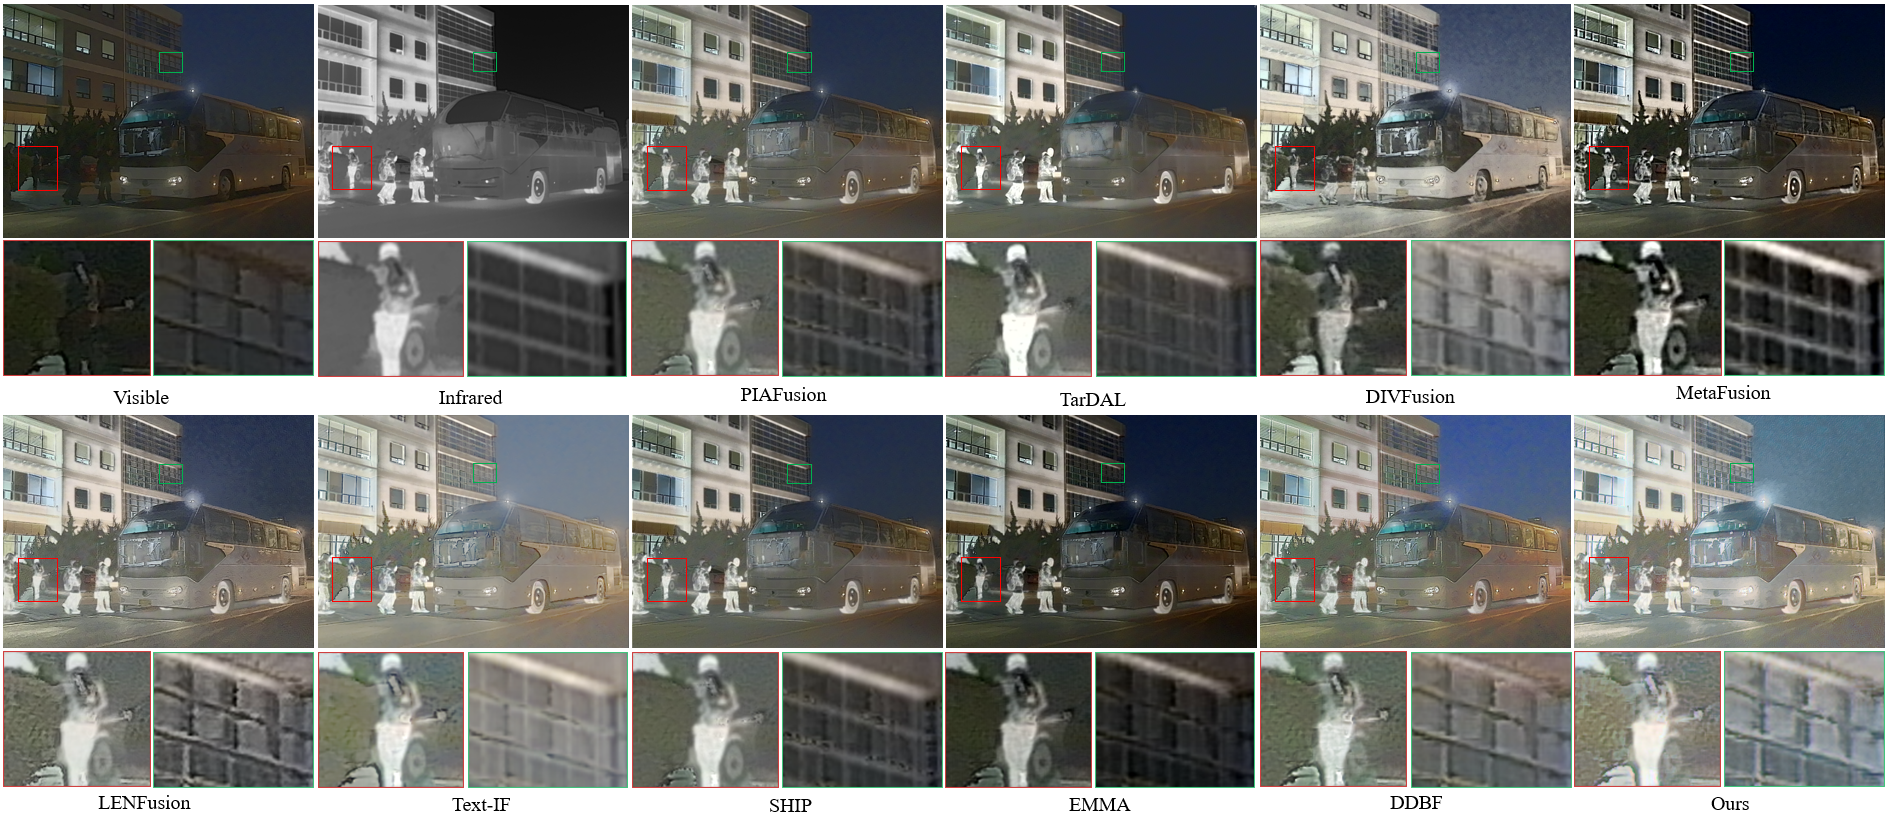 Visible
Infrared
PIAFusion
TarDAL
DIVFusion
MetaFusion
LENFusion
Text-IF
SHIP
EMMA
DDBF
Ours